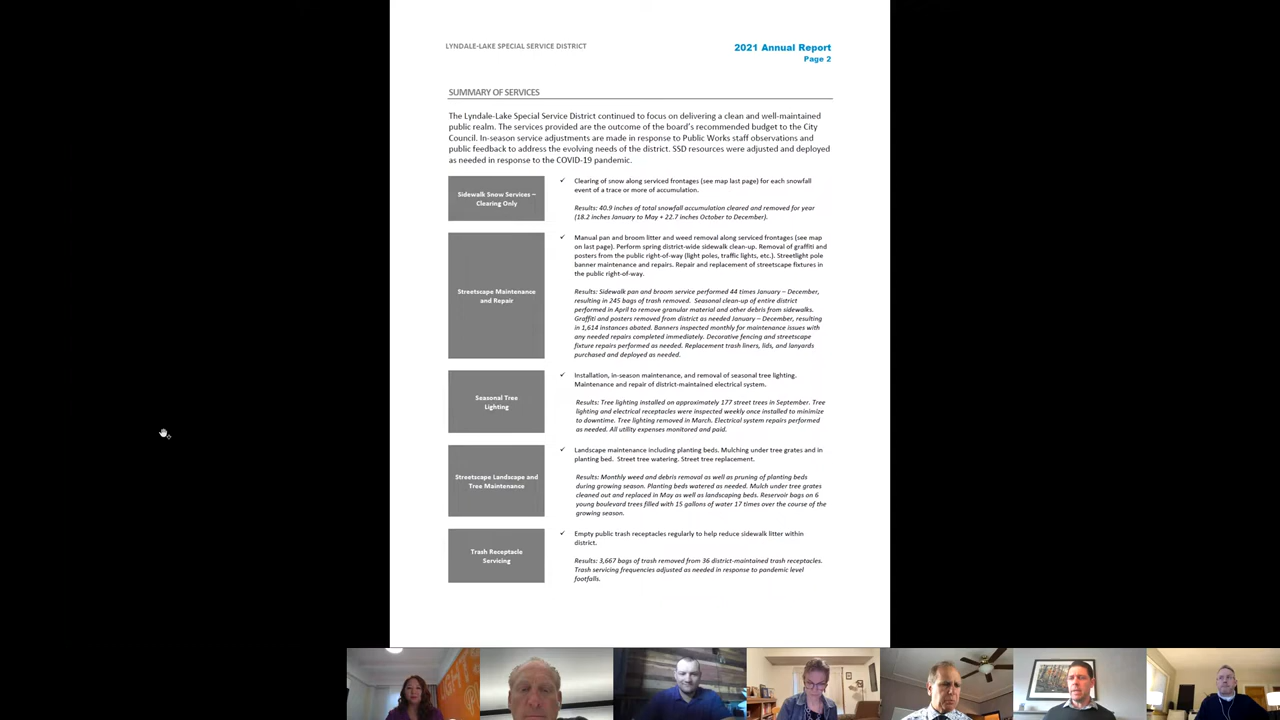 LYNDALE-LAKE SPECIAL SERVICE DISTRICT
2021 Annual Report
Page 2
SUMMARY OF SERVICES
The Lyndale-Lake Special Service District continued to focus on delivering a clean and well-maintained
public realm. The services provided are the outcome of the board's recommended budget to the City
Council. In-season service adjustments are made in response to Public Works staff observations and
public feedback to address the evolving needs of the district. SSD resources were adjusted and deployed
as needed in response to the COVID-19 pandemic.
Sidewalk Snow Services –
Clearing Only
✓ Clearing of snow along serviced frontages (see map last page) for each snowfall
event of a trace or more of accumulation.
Results: 40.9 inches of total snowfall accumulation cleared and removed for year
(18.2 inches January to May + 22.7 inches October to December).
Streetscape Maintenance
and Repair
✓ Manual pan and broom litter and weed removal along serviced frontages (see map
on last page). Perform spring district-wide sidewalk clean-up. Removal of graffiti and
posters from the public right-of-way (light poles, traffic lights, etc.). Streetlight pole
banner maintenance and repairs. Repair and replacement of streetscape fixtures in
the public right-of-way.
Results: Sidewalk pan and broom service performed 44 times January – December,
resulting in 245 bags of trash removed. Seasonal clean-up of entire district
performed in April to remove granular material and other debris from sidewalks.
Graffiti and posters removed from district as needed January – December, resulting
in 1,614 instances abated. Banners inspected monthly for maintenance issues with
any needed repairs completed immediately. Decorative fencing and streetscape
fixture repairs performed as needed. Replacement trash liners, lids, and lanyards
purchased and deployed as needed.
Seasonal Tree
Lighting
✓ Installation, in-season maintenance, and removal of seasonal tree lighting.
Maintenance and repair of district-maintained electrical system.
Results: Tree lighting installed on approximately 177 street trees in September. Tree
lighting and electrical receptacles were inspected weekly once installed to minimize
to downtime. Tree lighting removed in March. Electrical system repairs performed
as needed. All utility expenses monitored and paid.
Streetscape Landscape and
Tree Maintenance
✓ Landscape maintenance including planting beds. Mulching under tree grates and in
planting bed. Street tree watering. Street tree replacement.
Results: Monthly weed and debris removal as well as pruning of planting beds
during growing season. Planting beds watered as needed. Mulch under tree grates
cleaned out and replaced in May as well as landscaping beds. Reservoir bags on 6
young boulevard trees filled with 15 gallons of water 17 times over the course of the
growing season.
Trash Receptacle
Servicing
✓ Empty public trash receptacles regularly to help reduce sidewalk litter within
district.
Results: 3,667 bags of trash removed from 36 district-maintained trash receptacles.
Trash servicing frequencies adjusted as needed in response to pandemic level
footfalls.